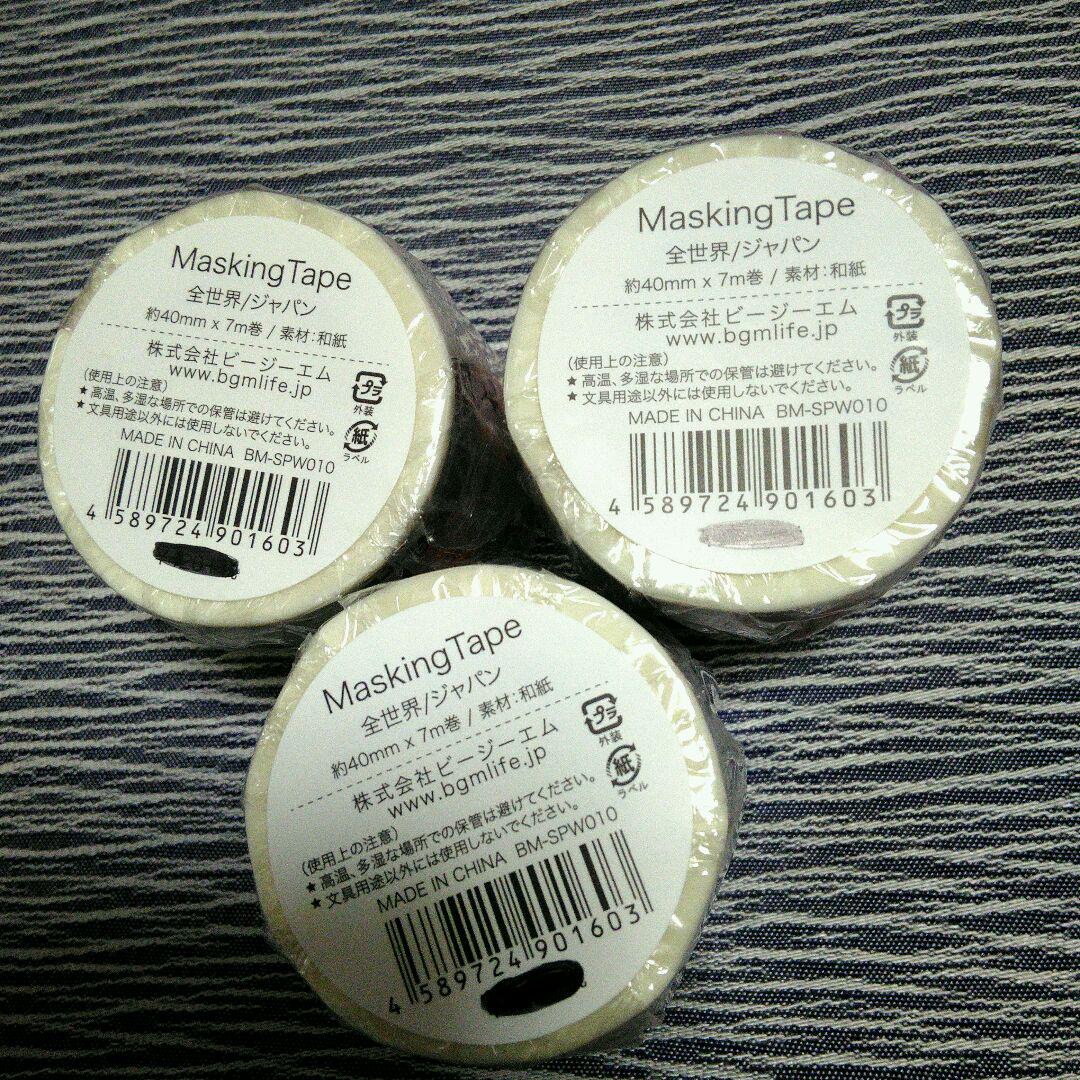 MaskingTape
全世界/ジャパン
約40mm x 7m巻 / 素材:和紙
株式会社ビージーエム
www.bgmlife.jp
プラ
外装
(使用上の注意)
★高温、多湿な場所での保管は避けてください。
★文具用途以外には使用しないでください。
紙
ラベル
MADE IN CHINA BM-SPW010
4 589724 901603
MaskingTape
全世界/ジャパン
約40mm x 7m巻 / 素材:和紙
株式会社ビージーエム
www.bgmlife.jp
プラ
外装
(使用上の注意)
★高温、多湿な場所での保管は避けてください。
★文具用途以外には使用しないでください。
紙
ラベル
MADE IN CHINA BM-SPW010
4 589724 901603
MaskingTape
全世界/ジャパン
約40mm x 7m巻 / 素材:和紙
株式会社ビージーエム
www.bgmlife.jp
プラ
外装
(使用上の注意)
★高温、多湿な場所での保管は避けてください。
★文具用途以外には使用しないでください。
紙
ラベル
MADE IN CHINA BM-SPW010
4 589724 901603